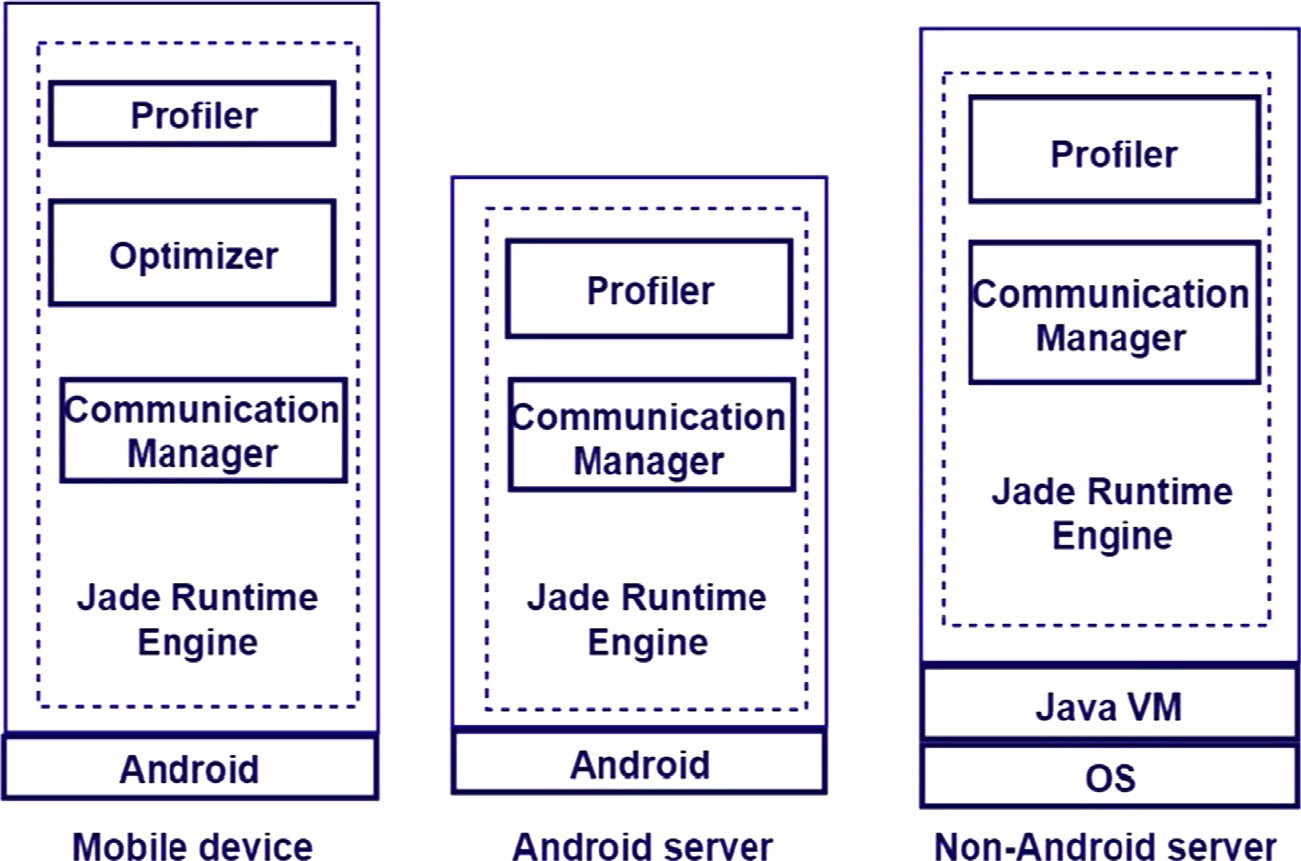 Profiler
Optimizer
Communication
Manager
Jade Runtime
Engine
Android
Mobile device
Profiler
Communication
Manager
Jade Runtime
Engine
Android
Android server
Profiler
Communication
Manager
Jade Runtime
Engine
Java VM
OS
Non-Android server